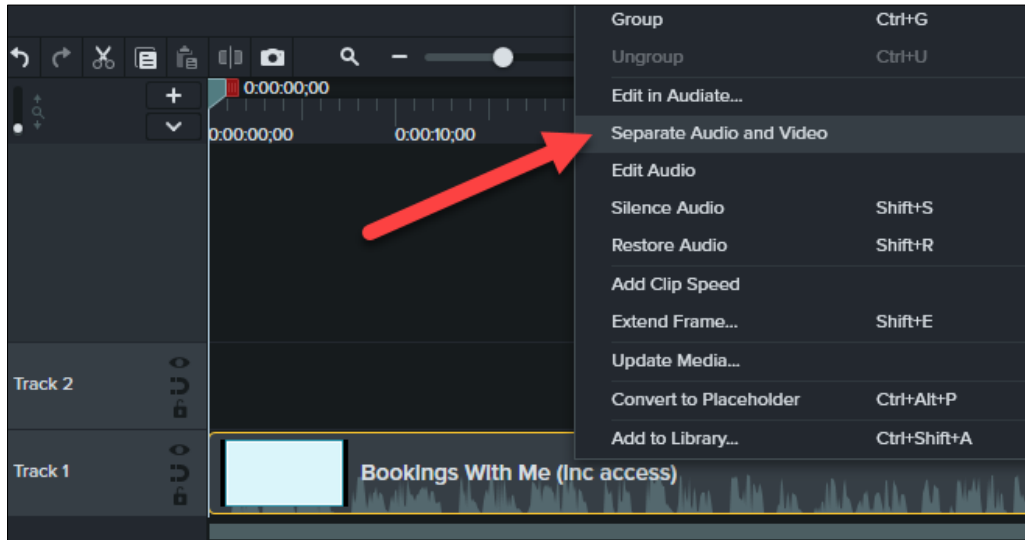 Group Ctrl+G
Ungroup Ctrl+U
Edit in Audiate...
Separate Audio and Video
Edit Audio
Silence Audio Shift+S
Restore Audio Shift+R
Add Clip Speed
Extend Frame... Shift+E
Update Media...
Convert to Placeholder Ctrl+Alt+P
Add to Library... Ctrl+Shift+A
0:00:00;00
0:00:00;00 0:00:10;00
Track 2
Track 1
Bookings With Me (inc access)